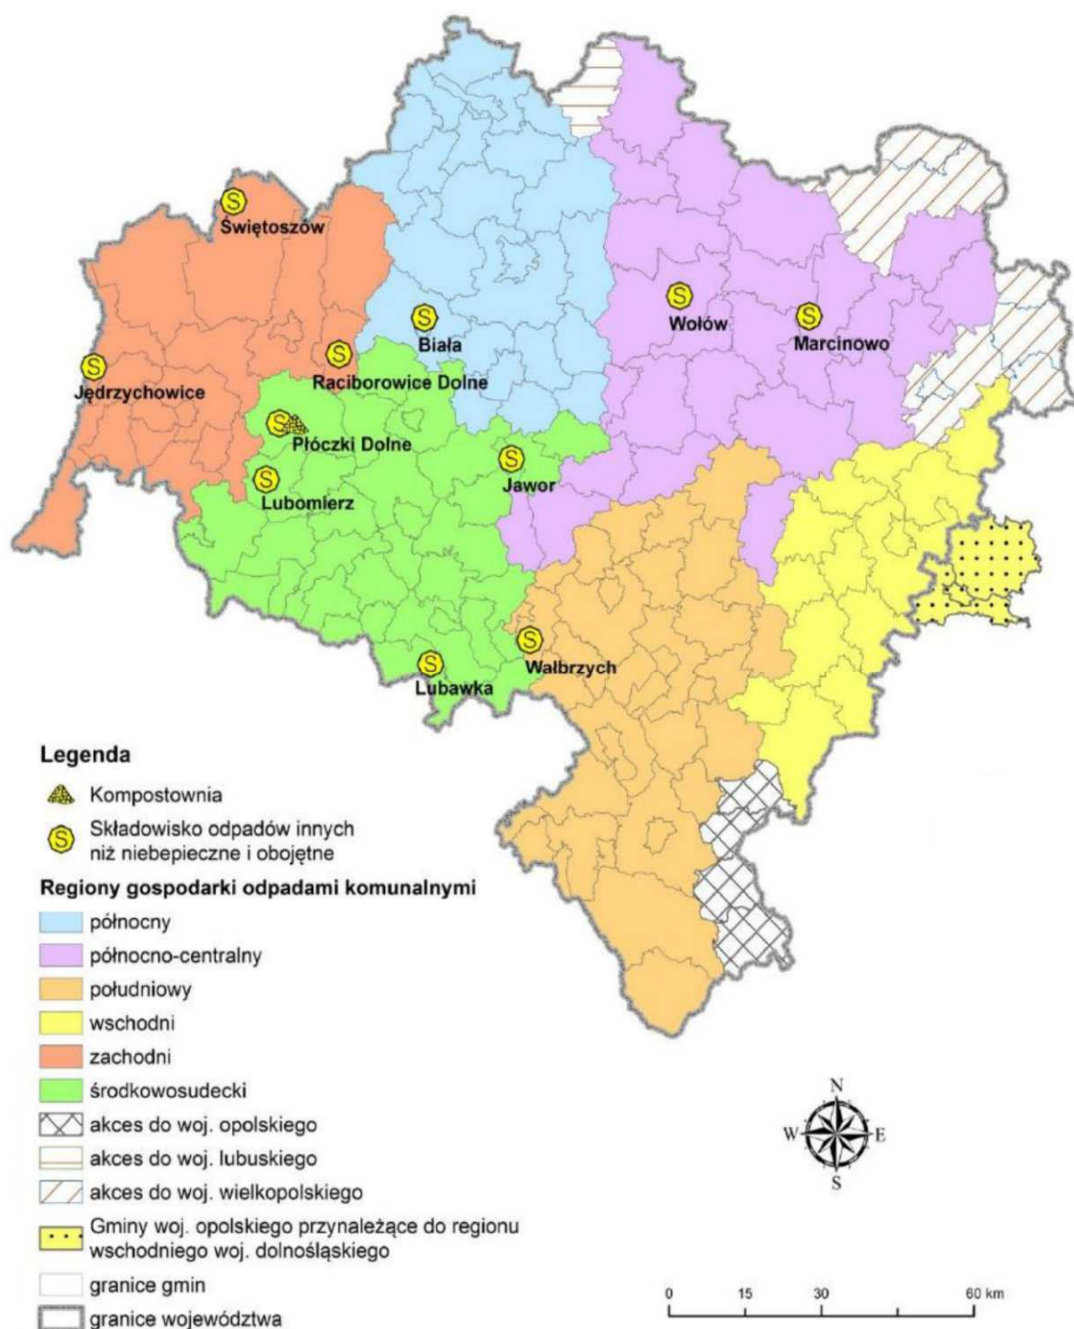 S
Świętoszów
S
Biała
S
Wołów
S
Marcinowo
S
Jędrzychowice
S
Raciborowice Dolne
S
Płóczki Dolne
S
Lubomierz
S
Jawor
S
Wałbrzych
S
Lubawka
Legenda
Kompostownia
S
Składowisko odpadów innych
niż niebepieczne i obojętne
Regiony gospodarki odpadami komunalnymi
północny
północno-centralny
południowy
wschodni
zachodni
środkowosudecki
akces do woj. opolskiego
akces do woj. lubuskiego
akces do woj. wielkopolskiego
Gminy woj. opolskiego przynależące do regionu
wschodniego woj. dolnośląskiego
granice gmin
granice województwa
N
W E
S
0 15 30 60 km